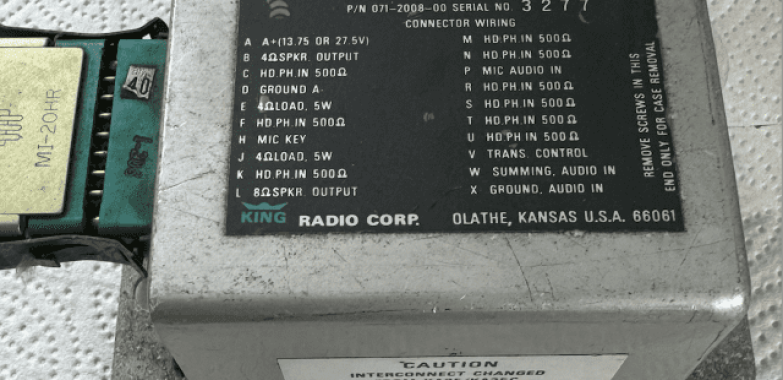 P/N 071-2008-00 SERIAL NO. 3277
CONNECTOR WIRING
A A+(13.75 OR 27.5V)
B 4ΩSPKR. OUTPUT
C HD.PH.IN 500Ω
D GROUND A-
E 4ΩLOAD, 5W
F HD.PH.IN 500Ω
H MIC KEY
J 4ΩLOAD, 5W
K HD.PH.IN 500Ω
L 8ΩSPKR. OUTPUT
M HD.PH.IN 500Ω
N HD.PH.IN 500Ω
P MIC AUDIO IN
R HD.PH.IN 500Ω
S HD.PH.IN 500Ω
T HD.PH.IN 500Ω
U HD.PH.IN 500Ω
V TRANS. CONTROL
W SUMMING, AUDIO IN
X GROUND, AUDIO IN
REMOVE SCREWS IN THIS
END ONLY FOR CASE REMOVAL
KING RADIO CORP. OLATHE, KANSAS U.S.A. 66061
MI-20HR
40
CAUTION
INTERCONNECT CHANGED